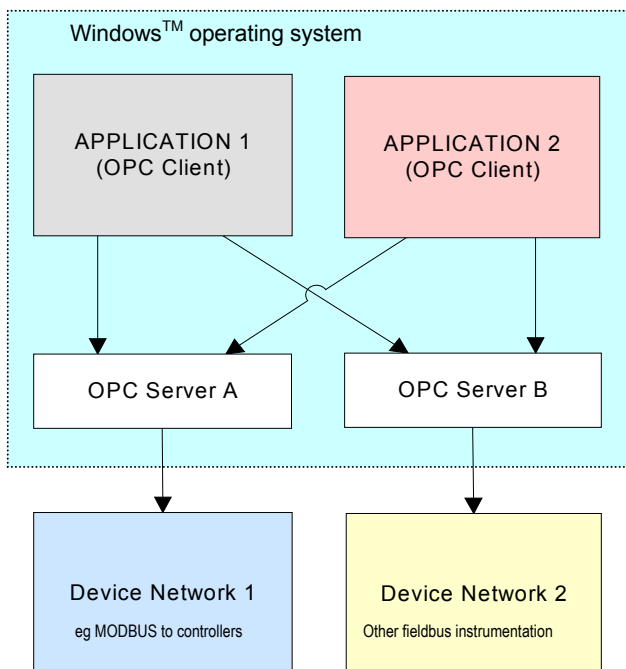 Windows™ operating system
APPLICATION 1
(OPC Client)
APPLICATION 2
(OPC Client)
OPC Server A
OPC Server B
Device Network 1
eg MODBUS to controllers
Device Network 2
Other fieldbus instrumentation